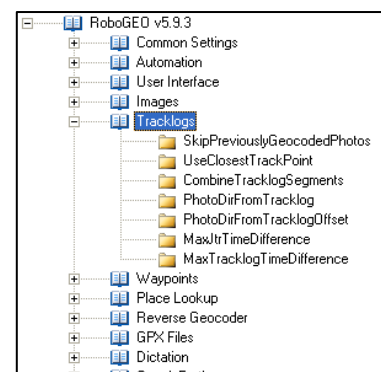 RoboGEO v5.9.3
Common Settings
Automation
User Interface
Images
Tracklogs
SkipPreviouslyGeocodedPhotos
UseClosestTrackPoint
CombineTracklogSegments
PhotoDirFromTracklog
PhotoDirFromTracklogOffset
MaxJtrTimeDifference
MaxTracklogTimeDifference
Waypoints
Place Lookup
Reverse Geocoder
GPX Files
Dictation